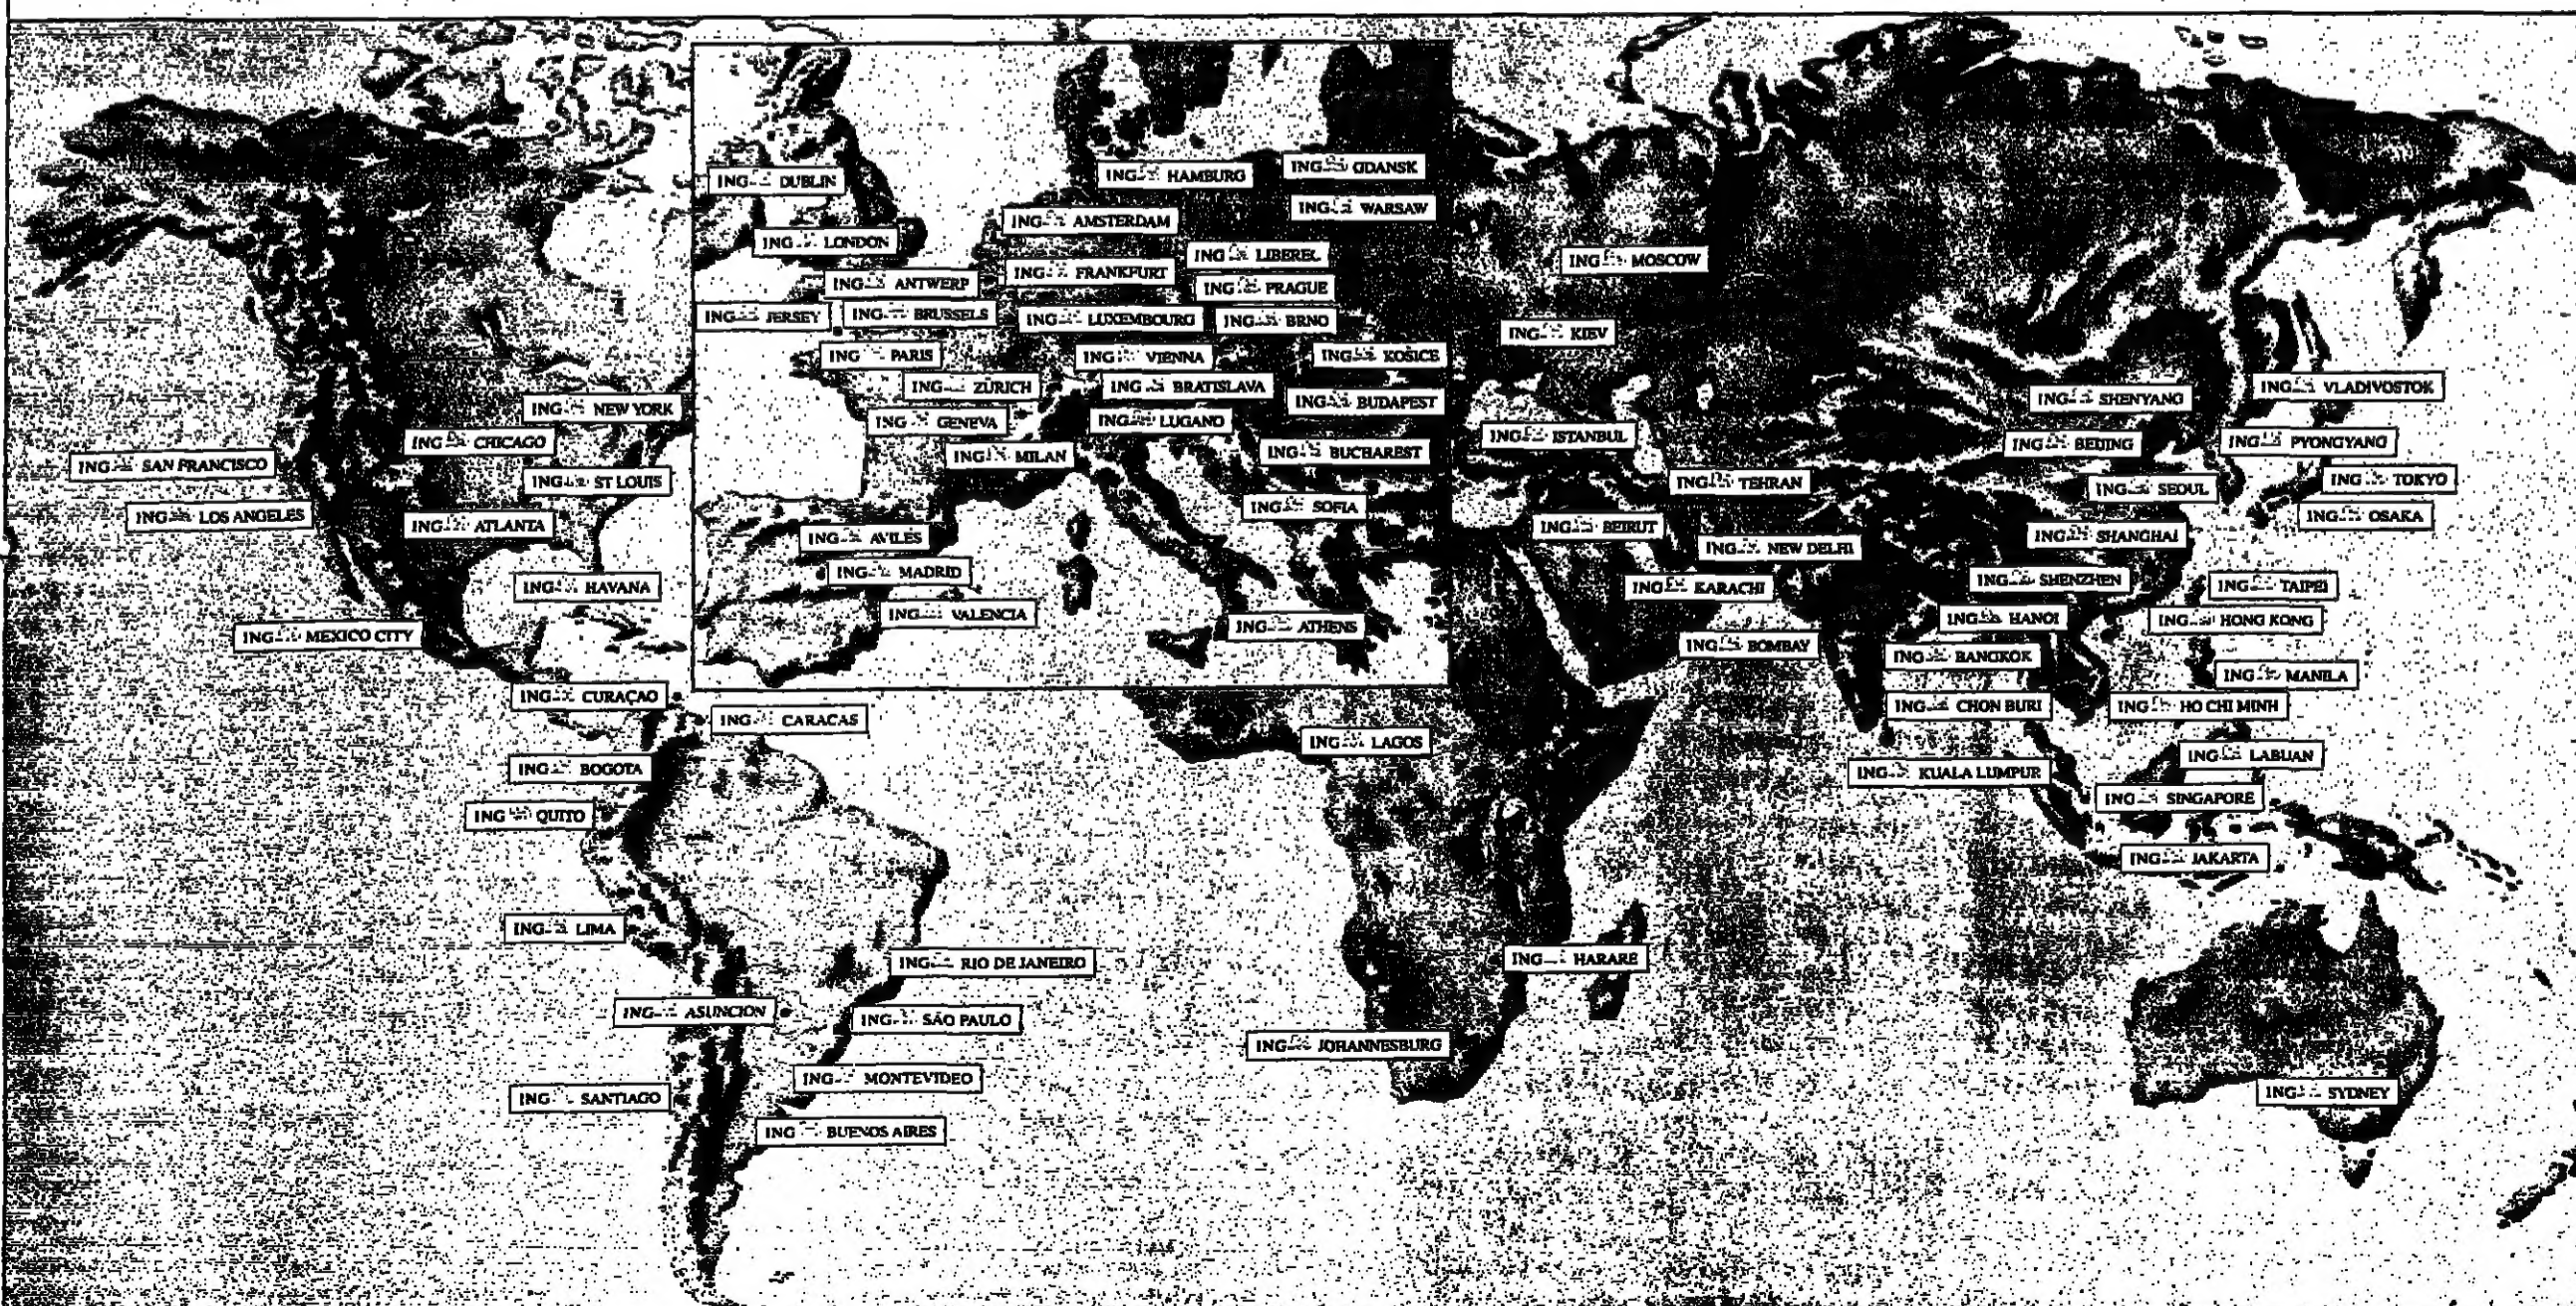 ING DUBLIN
ING HAMBURG
ING GDANSK
ING AMSTERDAM
ING WARSAW
ING LONDON
ING LIBEREL
ING FRANKFURT
ING MOSCOW
ING ANTWERP
ING PRAGUE
ING JERSEY
ING BRUSSELS
ING LUXEMBOURG
ING BRNO
ING KIEV
ING PARIS
ING VIENNA
ING KOŠICE
ING ZÜRICH
ING BRATISLAVA
ING BUDAPEST
ING SHENYANG
ING VLADIVOSTOK
ING NEW YORK
ING GENEVA
ING LUGANO
ING ISTANBUL
ING CHICAGO
ING BEIJING
ING PYONGYANG
ING SAN FRANCISCO
ING MILAN
ING BUCHAREST
ING ST LOUIS
ING TEHRAN
ING SEOUL
ING TOKYO
ING LOS ANGELES
ING ATLANTA
ING SOFIA
ING BEIRUT
ING OSAKA
ING AVILÉS
ING NEW DELHI
ING SHANGHAI
ING HAVANA
ING MADRID
ING KARACHI
ING SHENZHEN
ING TAIPEI
ING VALENCIA
ING ATHENS
ING HANOI
ING HONG KONG
ING MEXICO CITY
ING BOMBAY
ING BANGKOK
ING MANILA
ING CURAÇAO
ING CARACAS
ING CHON BURI
ING HO CHI MINH
ING LAGOS
ING LABUAN
ING BOGOTA
ING KUALA LUMPUR
ING SINGAPORE
ING QUITO
ING JAKARTA
ING LIMA
ING RIO DE JANEIRO
ING HARARE
ING ASUNCION
ING SÃO PAULO
ING JOHANNESBURG
ING MONTEVIDEO
ING SANTIAGO
ING SYDNEY
ING BUENOS AIRES